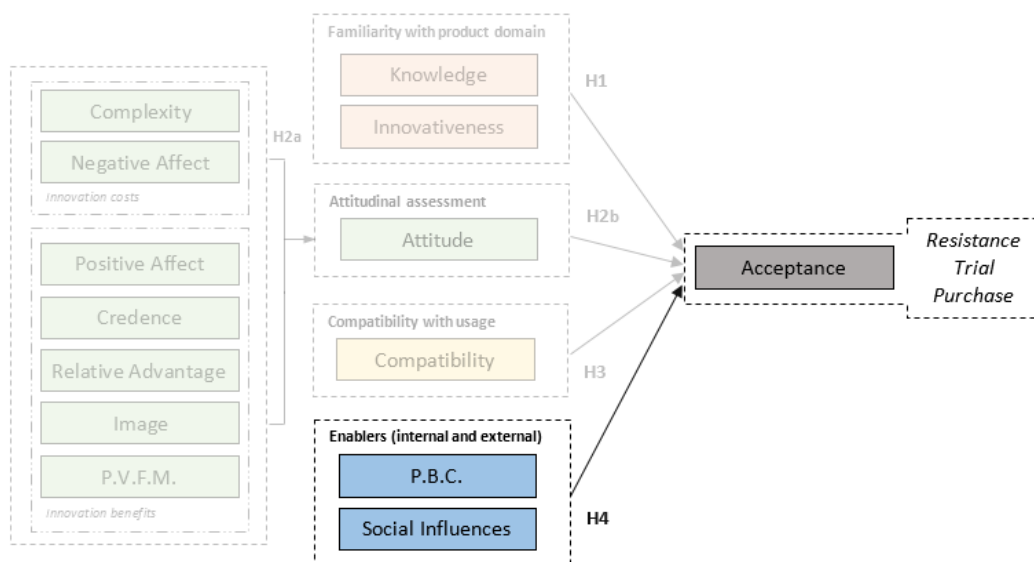 Complexity
Negative Affect
Innovation costs
Positive Affect
Credence
Relative Advantage
Image
P.V.F.M.
Innovation benefits
H2a
Familiarity with product domain
Knowledge
Innovativeness
H1
Attitudinal assessment
Attitude
H2b
Compatibility with usage
Compatibility
H3
Enablers (internal and external)
P.B.C.
Social Influences
H4
Acceptance
Resistance
Trial
Purchase